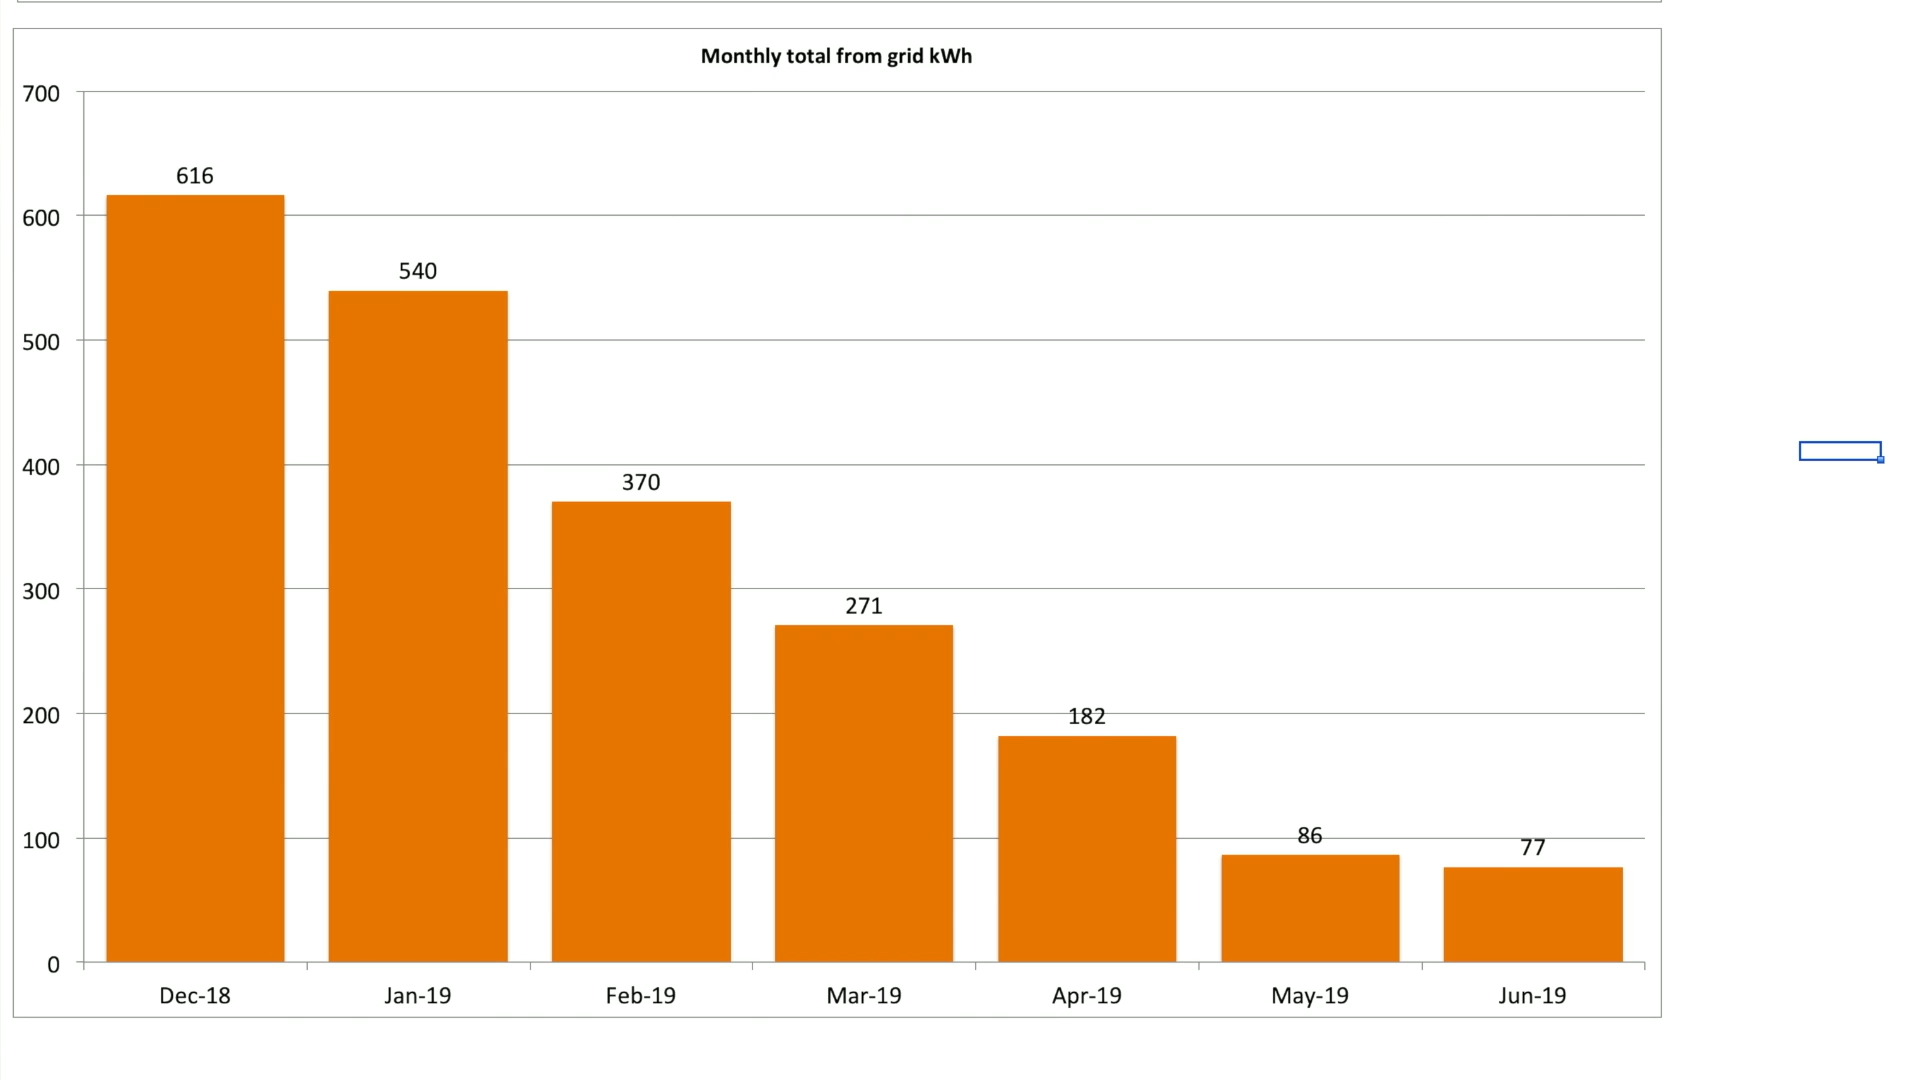 Monthly total from grid kWh
700
600
500
400
300
200
100
0
616
540
370
271
182
86
77
Dec-18
Jan-19
Feb-19
Mar-19
Apr-19
May-19
Jun-19